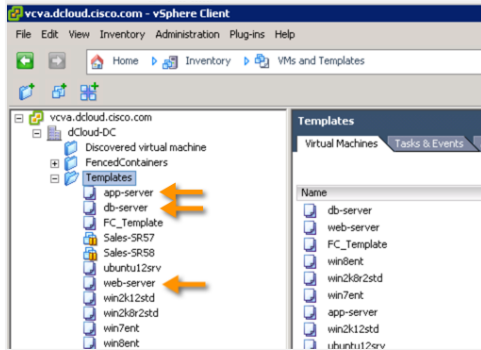 vcva.dcloud.cisco.com - vSphere Client
File Edit View Inventory Administration Plug-ins Help
Home Inventory VMs and Templates
vcva.dcloud.cisco.com
dCloud-DC
Discovered virtual machine
FencedContainers
Templates
app-server
db-server
FC_Template
Sales-SR57
Sales-SR58
ubuntu12srv
web-server
win2k12std
win2k8r2std
win7ent
win8ent
Templates
Virtual Machines Tasks & Events
Name
db-server
web-server
FC_Template
win8ent
win2k8r2std
win7ent
app-server
win2k12std
ubuntu12srv